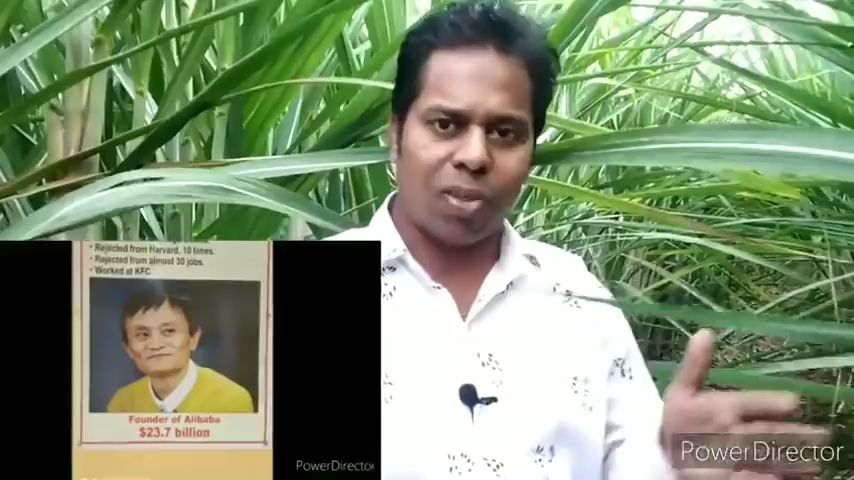 • Rejected from Harvard, 10 times.
• Rejected from almost 30 jobs.
• Worked at KFC
Founder of Alibaba
$23.7 billion
PowerDirector
PowerDirector